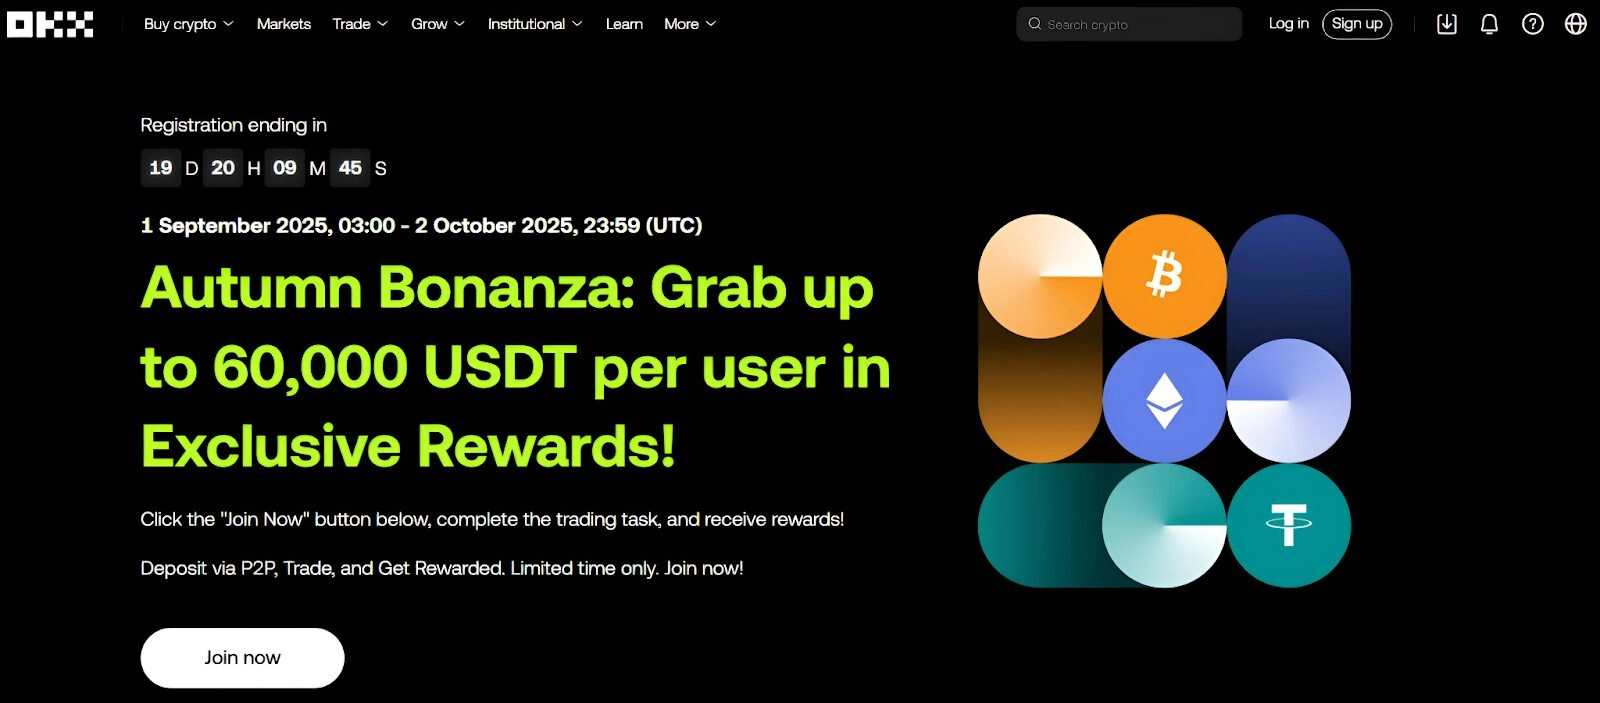 OKX
Buy crypto Markets Trade Grow Institutional Learn More Search crypto Log in Sign up
Registration ending in
19 D 20 H 09 M 45 S
1 September 2025, 03:00 - 2 October 2025, 23:59 (UTC)
Autumn Bonanza: Grab up
to 60,000 USDT per user in
Exclusive Rewards!
Click the "Join Now" button below, complete the trading task, and receive rewards!
Deposit via P2P, Trade, and Get Rewarded. Limited time only. Join now!
Join now